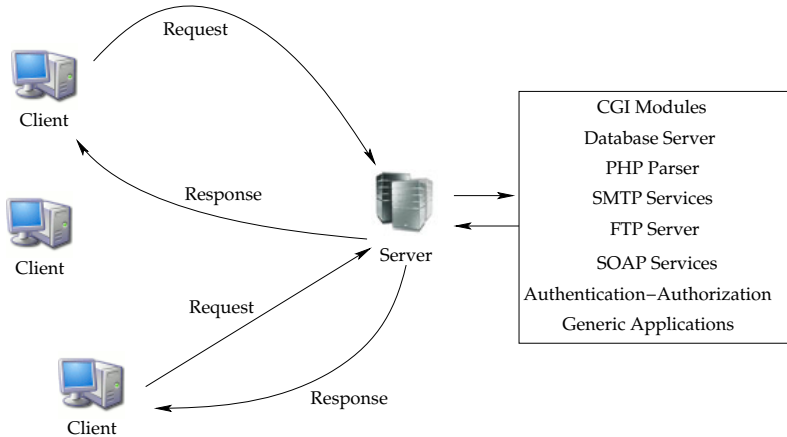 Request
Client
Response
Client
Server
Request
Response
Client
CGI Modules
Database Server
PHP Parser
SMTP Services
FTP Server
SOAP Services
Authentication−Authorization
Generic Applications